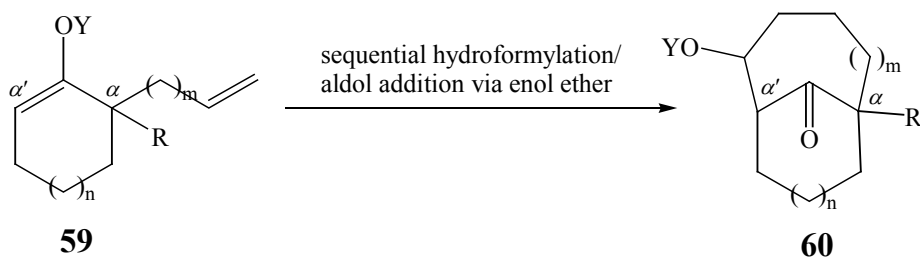 OY
α'
α
( )m
R
( )n
59
sequential hydroformylation/
aldol addition via enol ether
YO
( )m
α'
α
R
O
( )n
60